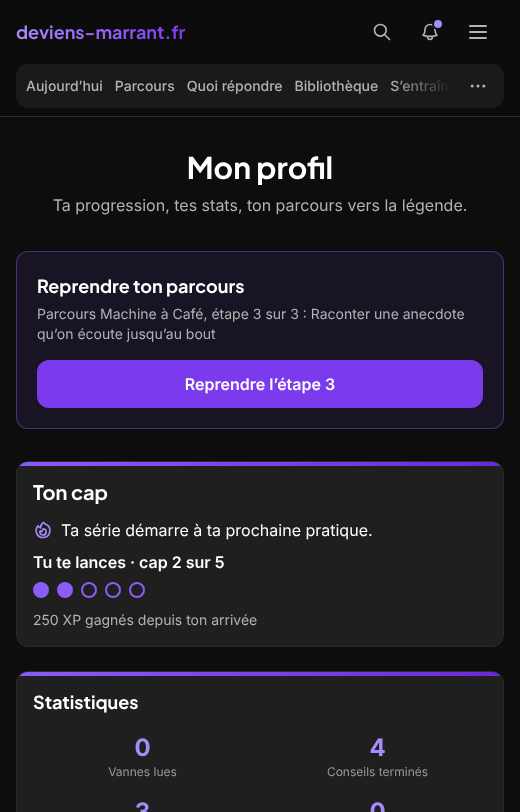 deviens-marrant.fr
Aujourd’hui Parcours Quoi répondre Bibliothèque S’entraîn
Mon profil
Ta progression, tes stats, ton parcours vers la légende.
Reprendre ton parcours
Parcours Machine à Café, étape 3 sur 3 : Raconter une anecdote
qu’on écoute jusqu’au bout
Reprendre l’étape 3
Ton cap
Ta série démarre à ta prochaine pratique.
Tu te lances · cap 2 sur 5
250 XP gagnés depuis ton arrivée
Statistiques
0 4
Vannes lues Conseils terminés
3 0